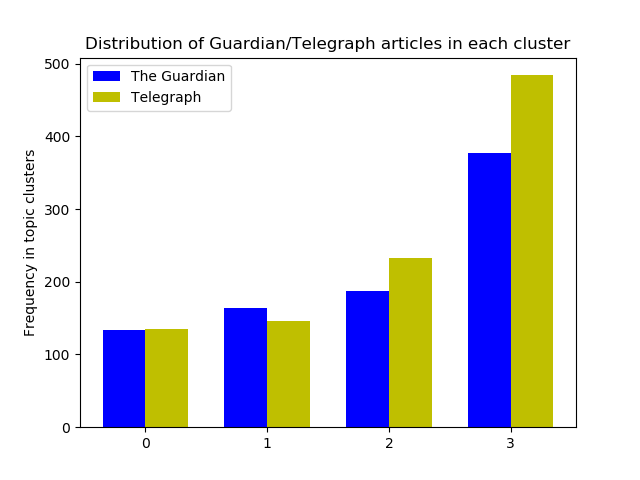 Distribution of Guardian/Telegraph articles in each cluster
The Guardian
Telegraph
Frequency in topic clusters
500
400
300
200
100
0
0 1 2 3